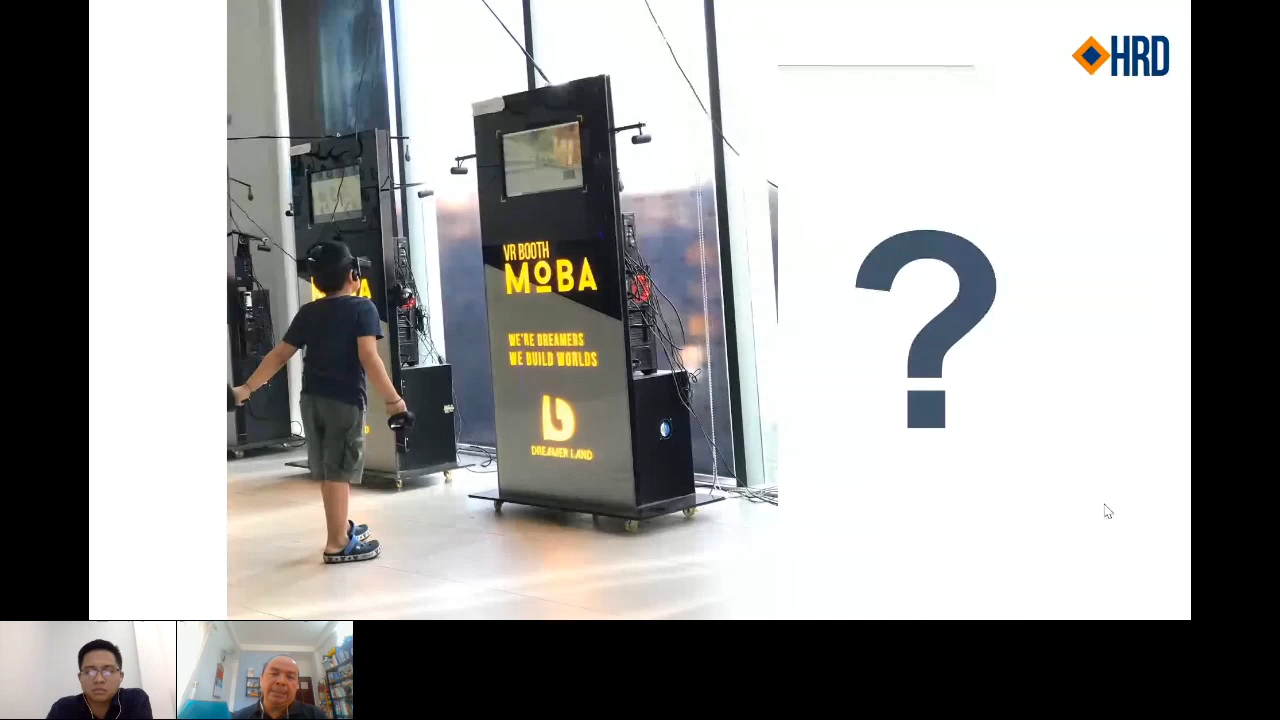 HRD
VR BOOTH
MOBA
WE'RE DREAMERS
WE BUILD WORLDS
DREAMER LAND
?